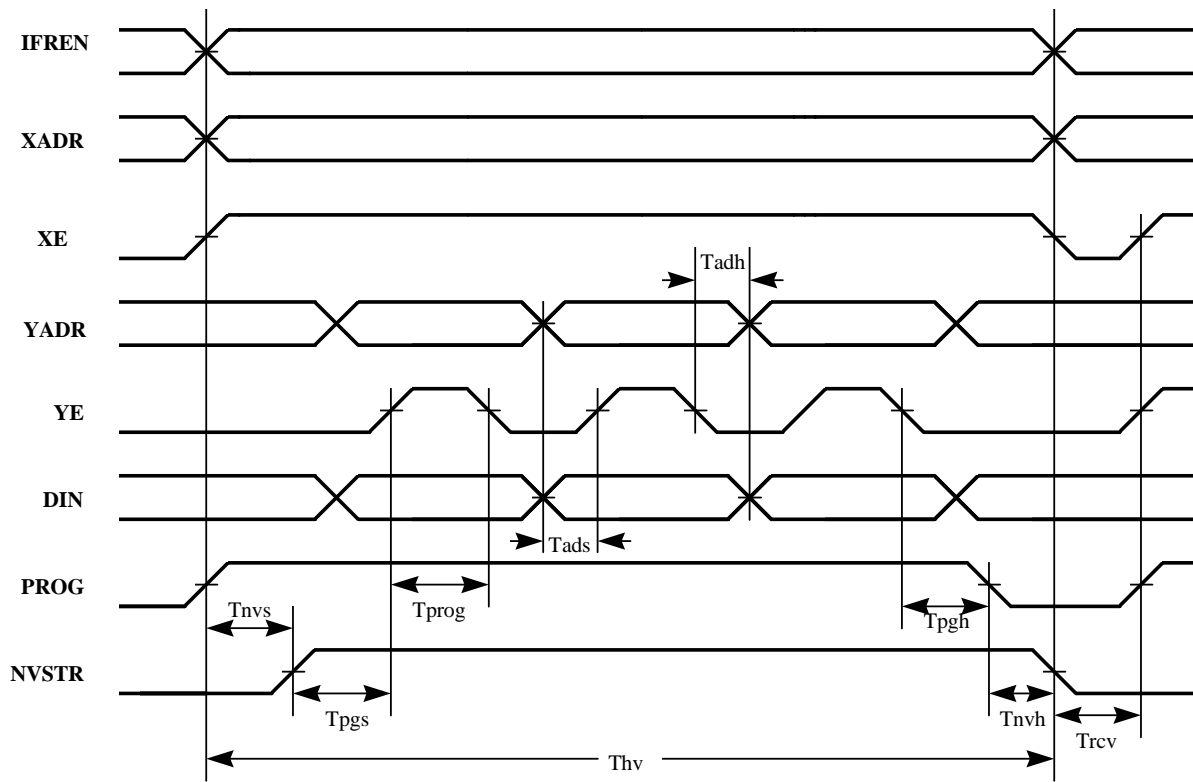 IFREN
XADR
XE
Tadh
YADR
YE
DIN
Tads
PROG
Tnvs
Tprog
Tpgh
NVSTR
Tpgs
Tnvh
Trcv
Thv